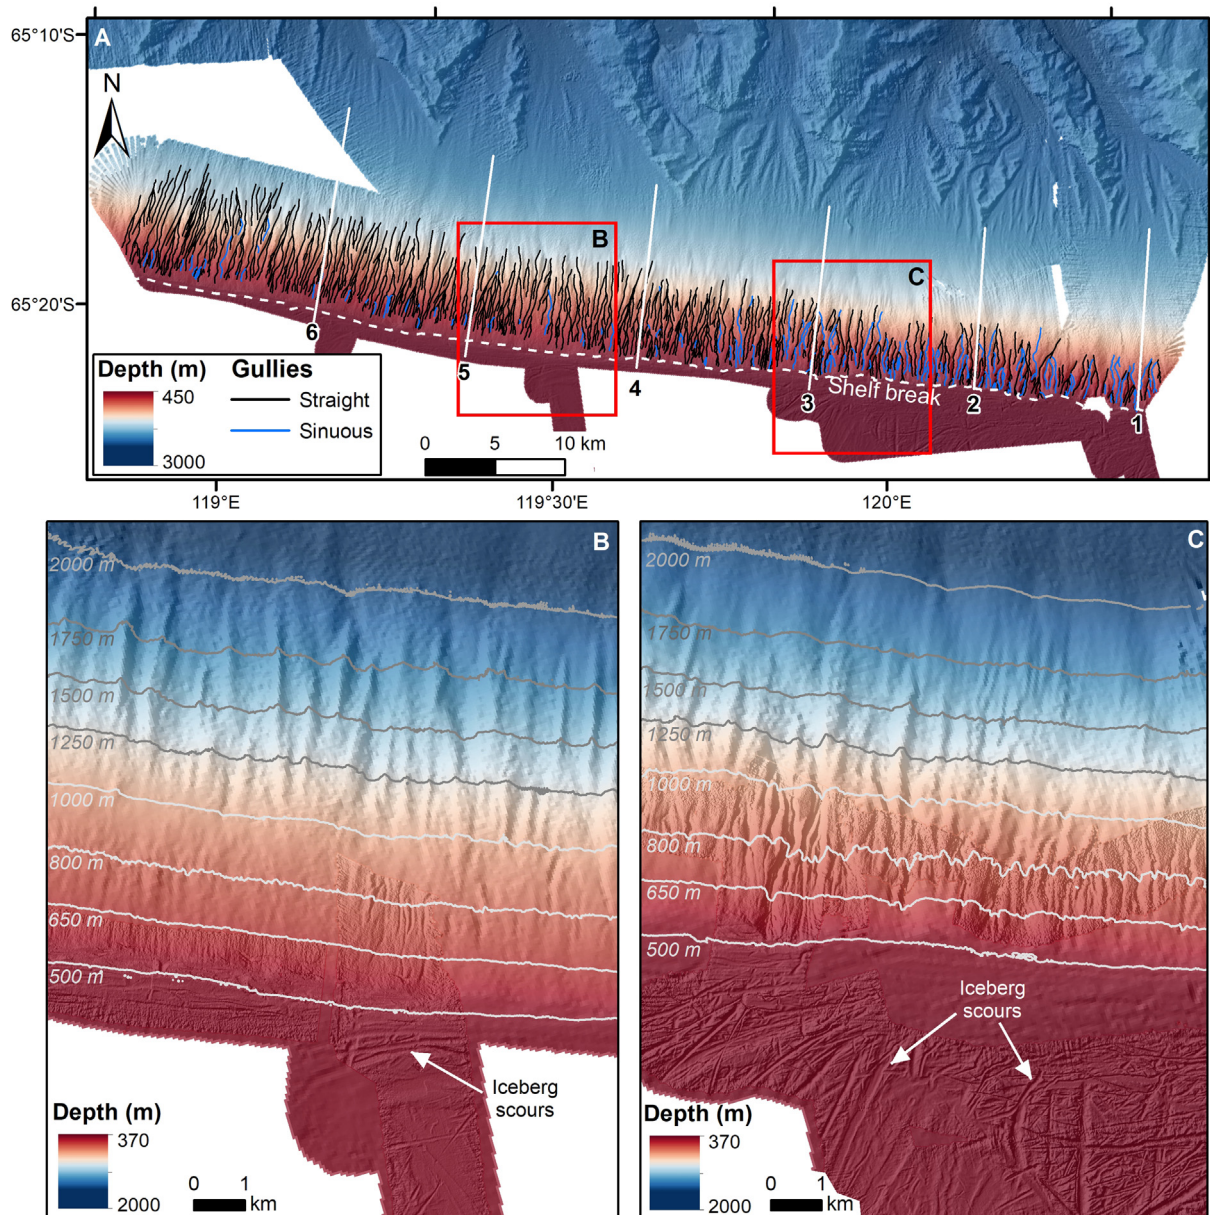 A
65°10'S
N
B
C
65°20'S
6
5
4
3
Shelf break
2
1
Depth (m)
450
3000
Gullies
Straight
Sinuous
0 5 10 km
119°E
119°30'E
120°E
B
2000 m
1750 m
1500 m
1250 m
1000 m
800 m
650 m
500 m
Iceberg
scours
Depth (m)
370
2000
0 1
km
C
2000 m
1750 m
1500 m
1250 m
1000 m
800 m
650 m
500 m
Iceberg
scours
Depth (m)
370
2000
0 1
km